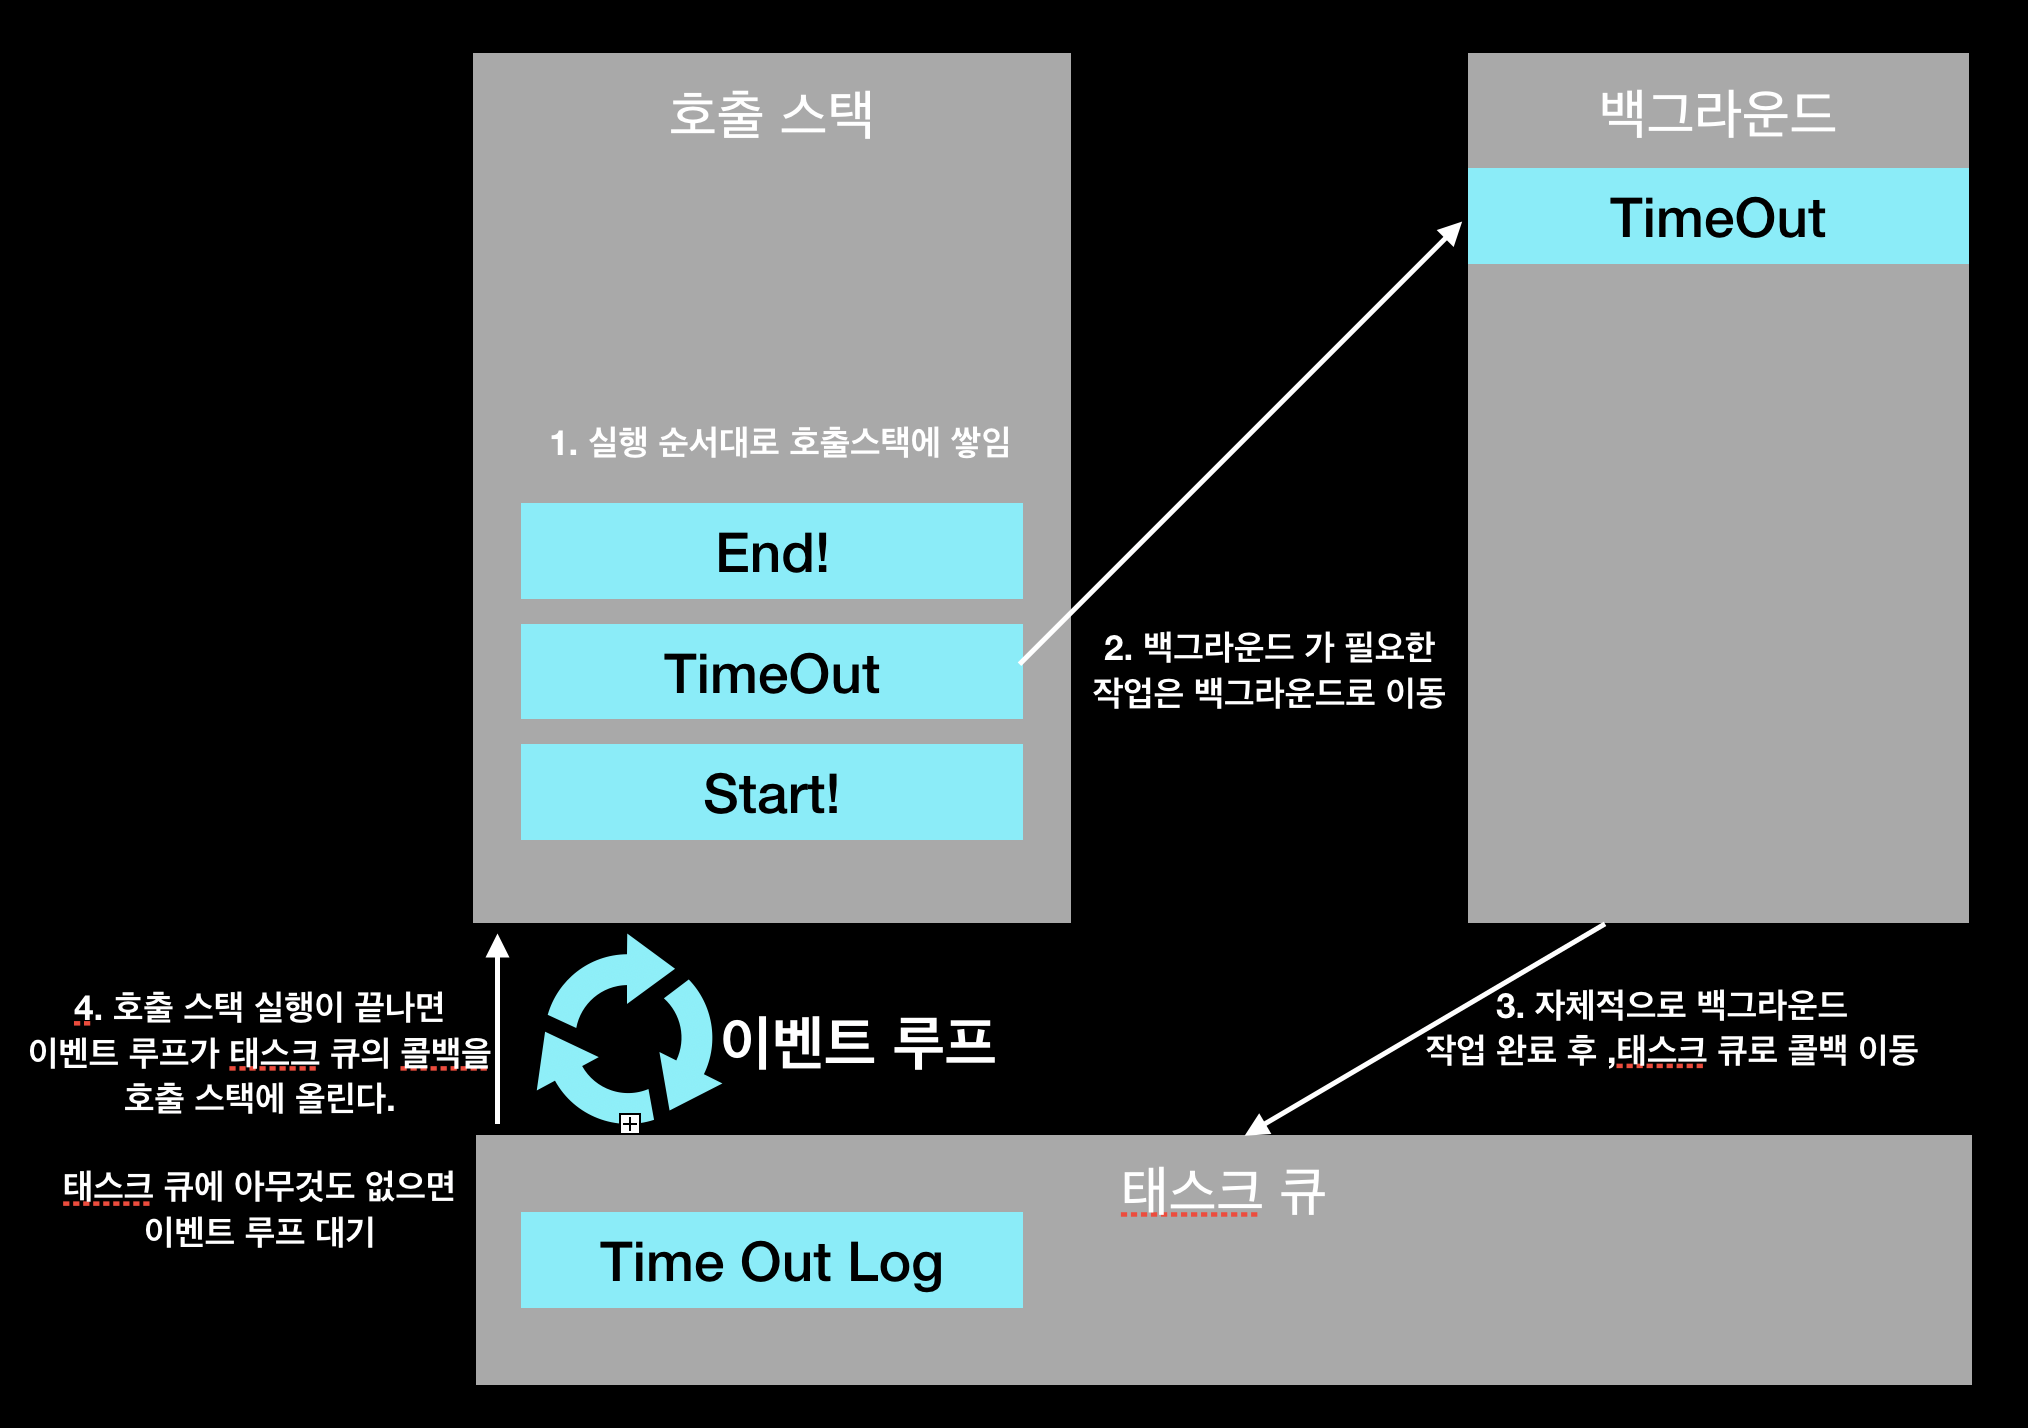 호출 스택
1. 실행 순서대로 호출스택에 쌓임
End!
TimeOut
Start!
백그라운드
TimeOut
2. 백그라운드 가 필요한
작업은 백그라운드로 이동
3. 자체적으로 백그라운드
작업 완료 후 ,태스크 큐로 콜백 이동
이벤트 루프
4. 호출 스택 실행이 끝나면
이벤트 루프가 태스크 큐의 콜백을
호출 스택에 올린다.
태스크 큐에 아무것도 없으면
이벤트 루프 대기
태스크 큐
Time Out Log